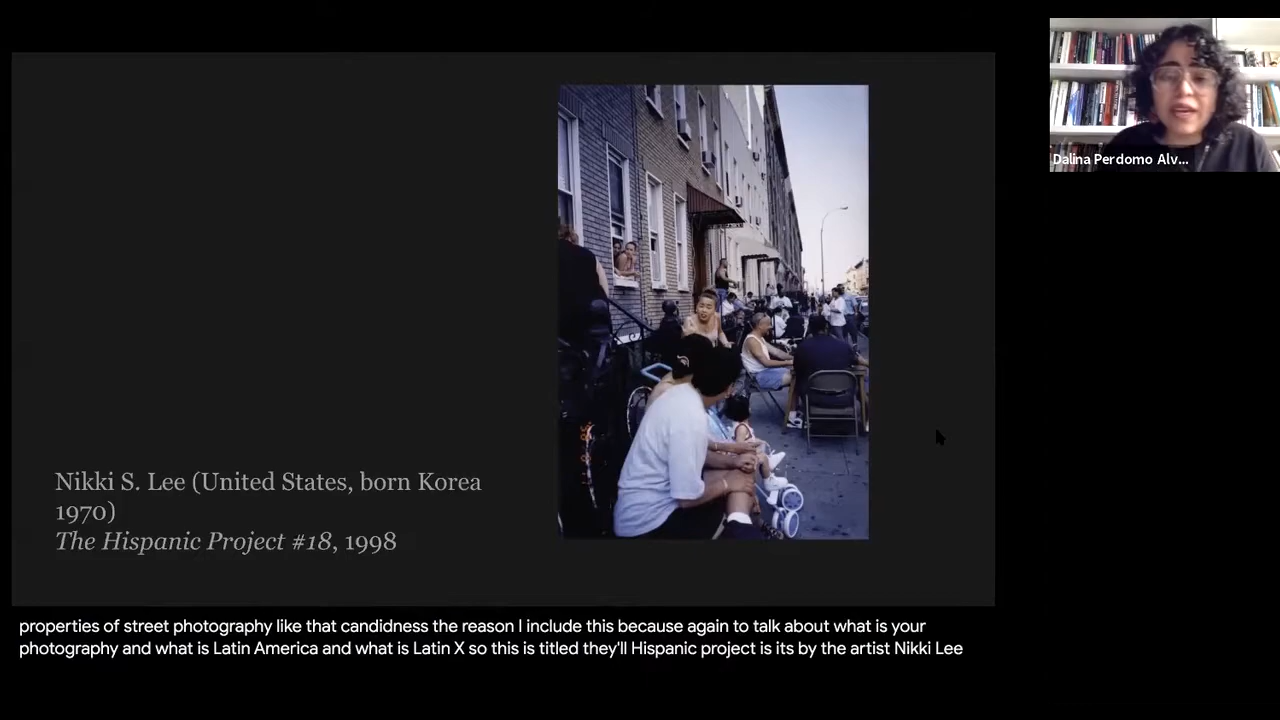 Dalina Perdomo Alv...
Nikki S. Lee (United States, born Korea
1970)
The Hispanic Project #18, 1998
properties of street photography like that candidness the reason I include this because again to talk about what is your
photography and what is Latin America and what is Latin X so this is titled they'll Hispanic project is its by the artist Nikki Lee